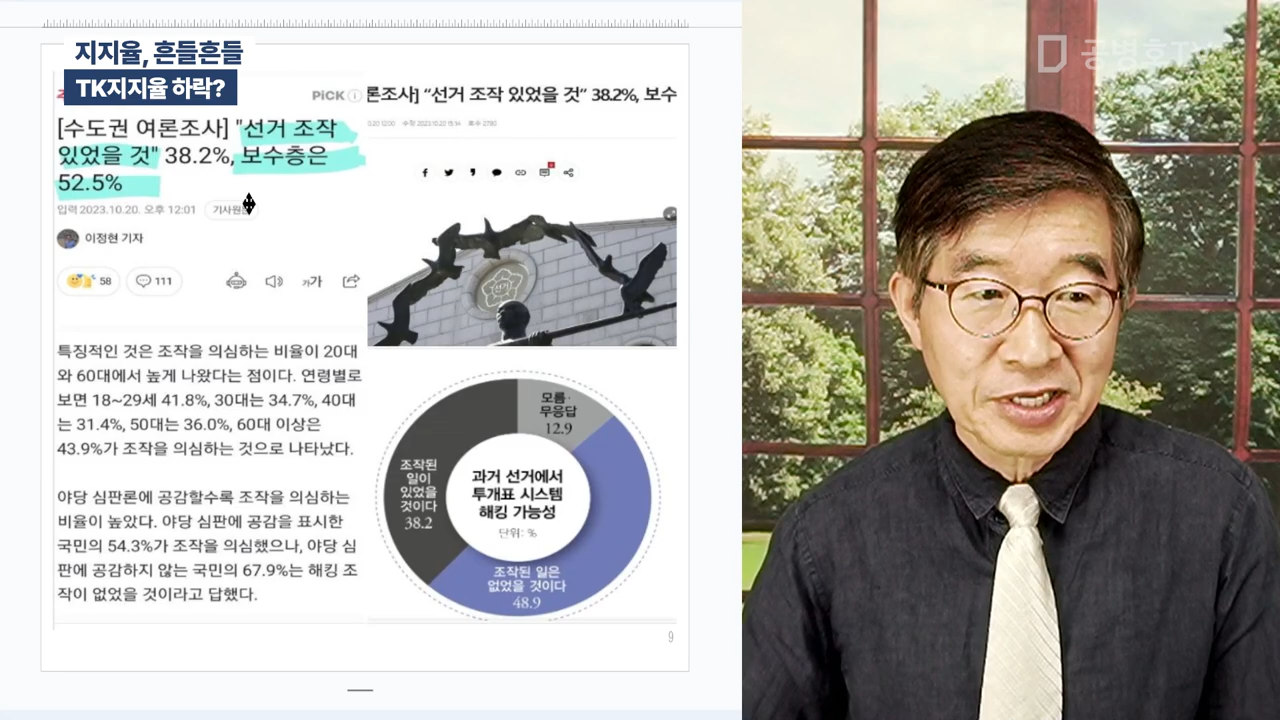 지지율, 흔들흔들
TK지지율 하락?
PiCK
[수도권 여론조사] "선거 조작
있었을 것" 38.2%, 보수층은
52.5%
입력 2023.10.20. 오후 12:01
이정현 기자
58
111
가가
특징적인 것은 조작을 의심하는 비율이 20대
와 60대에서 높게 나왔다는 점이다. 연령별로
보면 18~29세 41.8%, 30대는 34.7%, 40대
는 31.4%, 50대는 36.0%, 60대 이상은
43.9%가 조작을 의심하는 것으로 나타났다.
야당 심판론에 공감할수록 조작을 의심하는
비율이 높았다. 야당 심판에 공감을 표시한
국민의 54.3%가 조작을 의심했으나, 야당 심
판에 공감하지 않는 국민의 67.9%는 해킹 조
작이 없었을 것이라고 답했다.
론조사] “선거 조작 있었을 것” 38.2%, 보수
모름·
무응답
12.9
조작된
일이
있었을
것이다
38.2
과거 선거에서
투개표 시스템
해킹 가능성
단위: %
조작된 일은
없었을 것이다
48.9
9
공병호TV